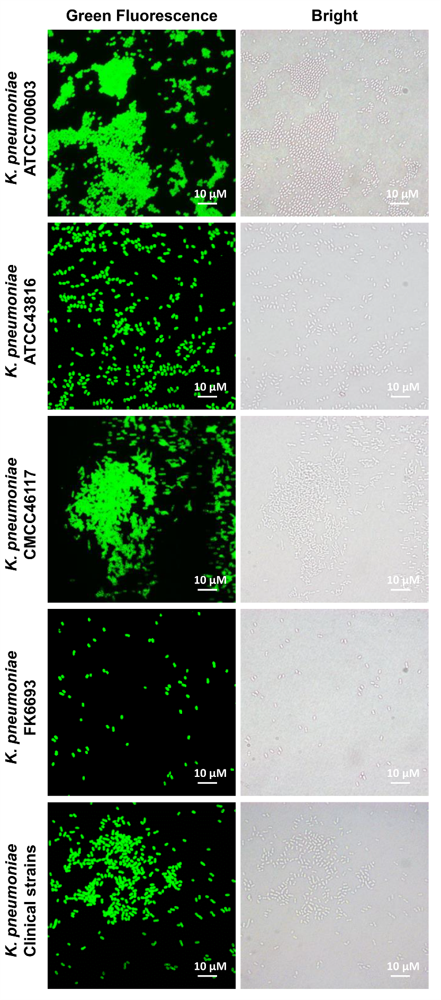 Green Fluorescence Bright
K. pneumoniae
ATCC700603
10 μM 10 μM
K. pneumoniae
ATCC43816
10 μM 10 μM
K. pneumoniae
CMCC46117
10 μM 10 μM
K. pneumoniae
FK6693
10 μM 10 μM
K. pneumoniae
Clinical strains
10 μM 10 μM